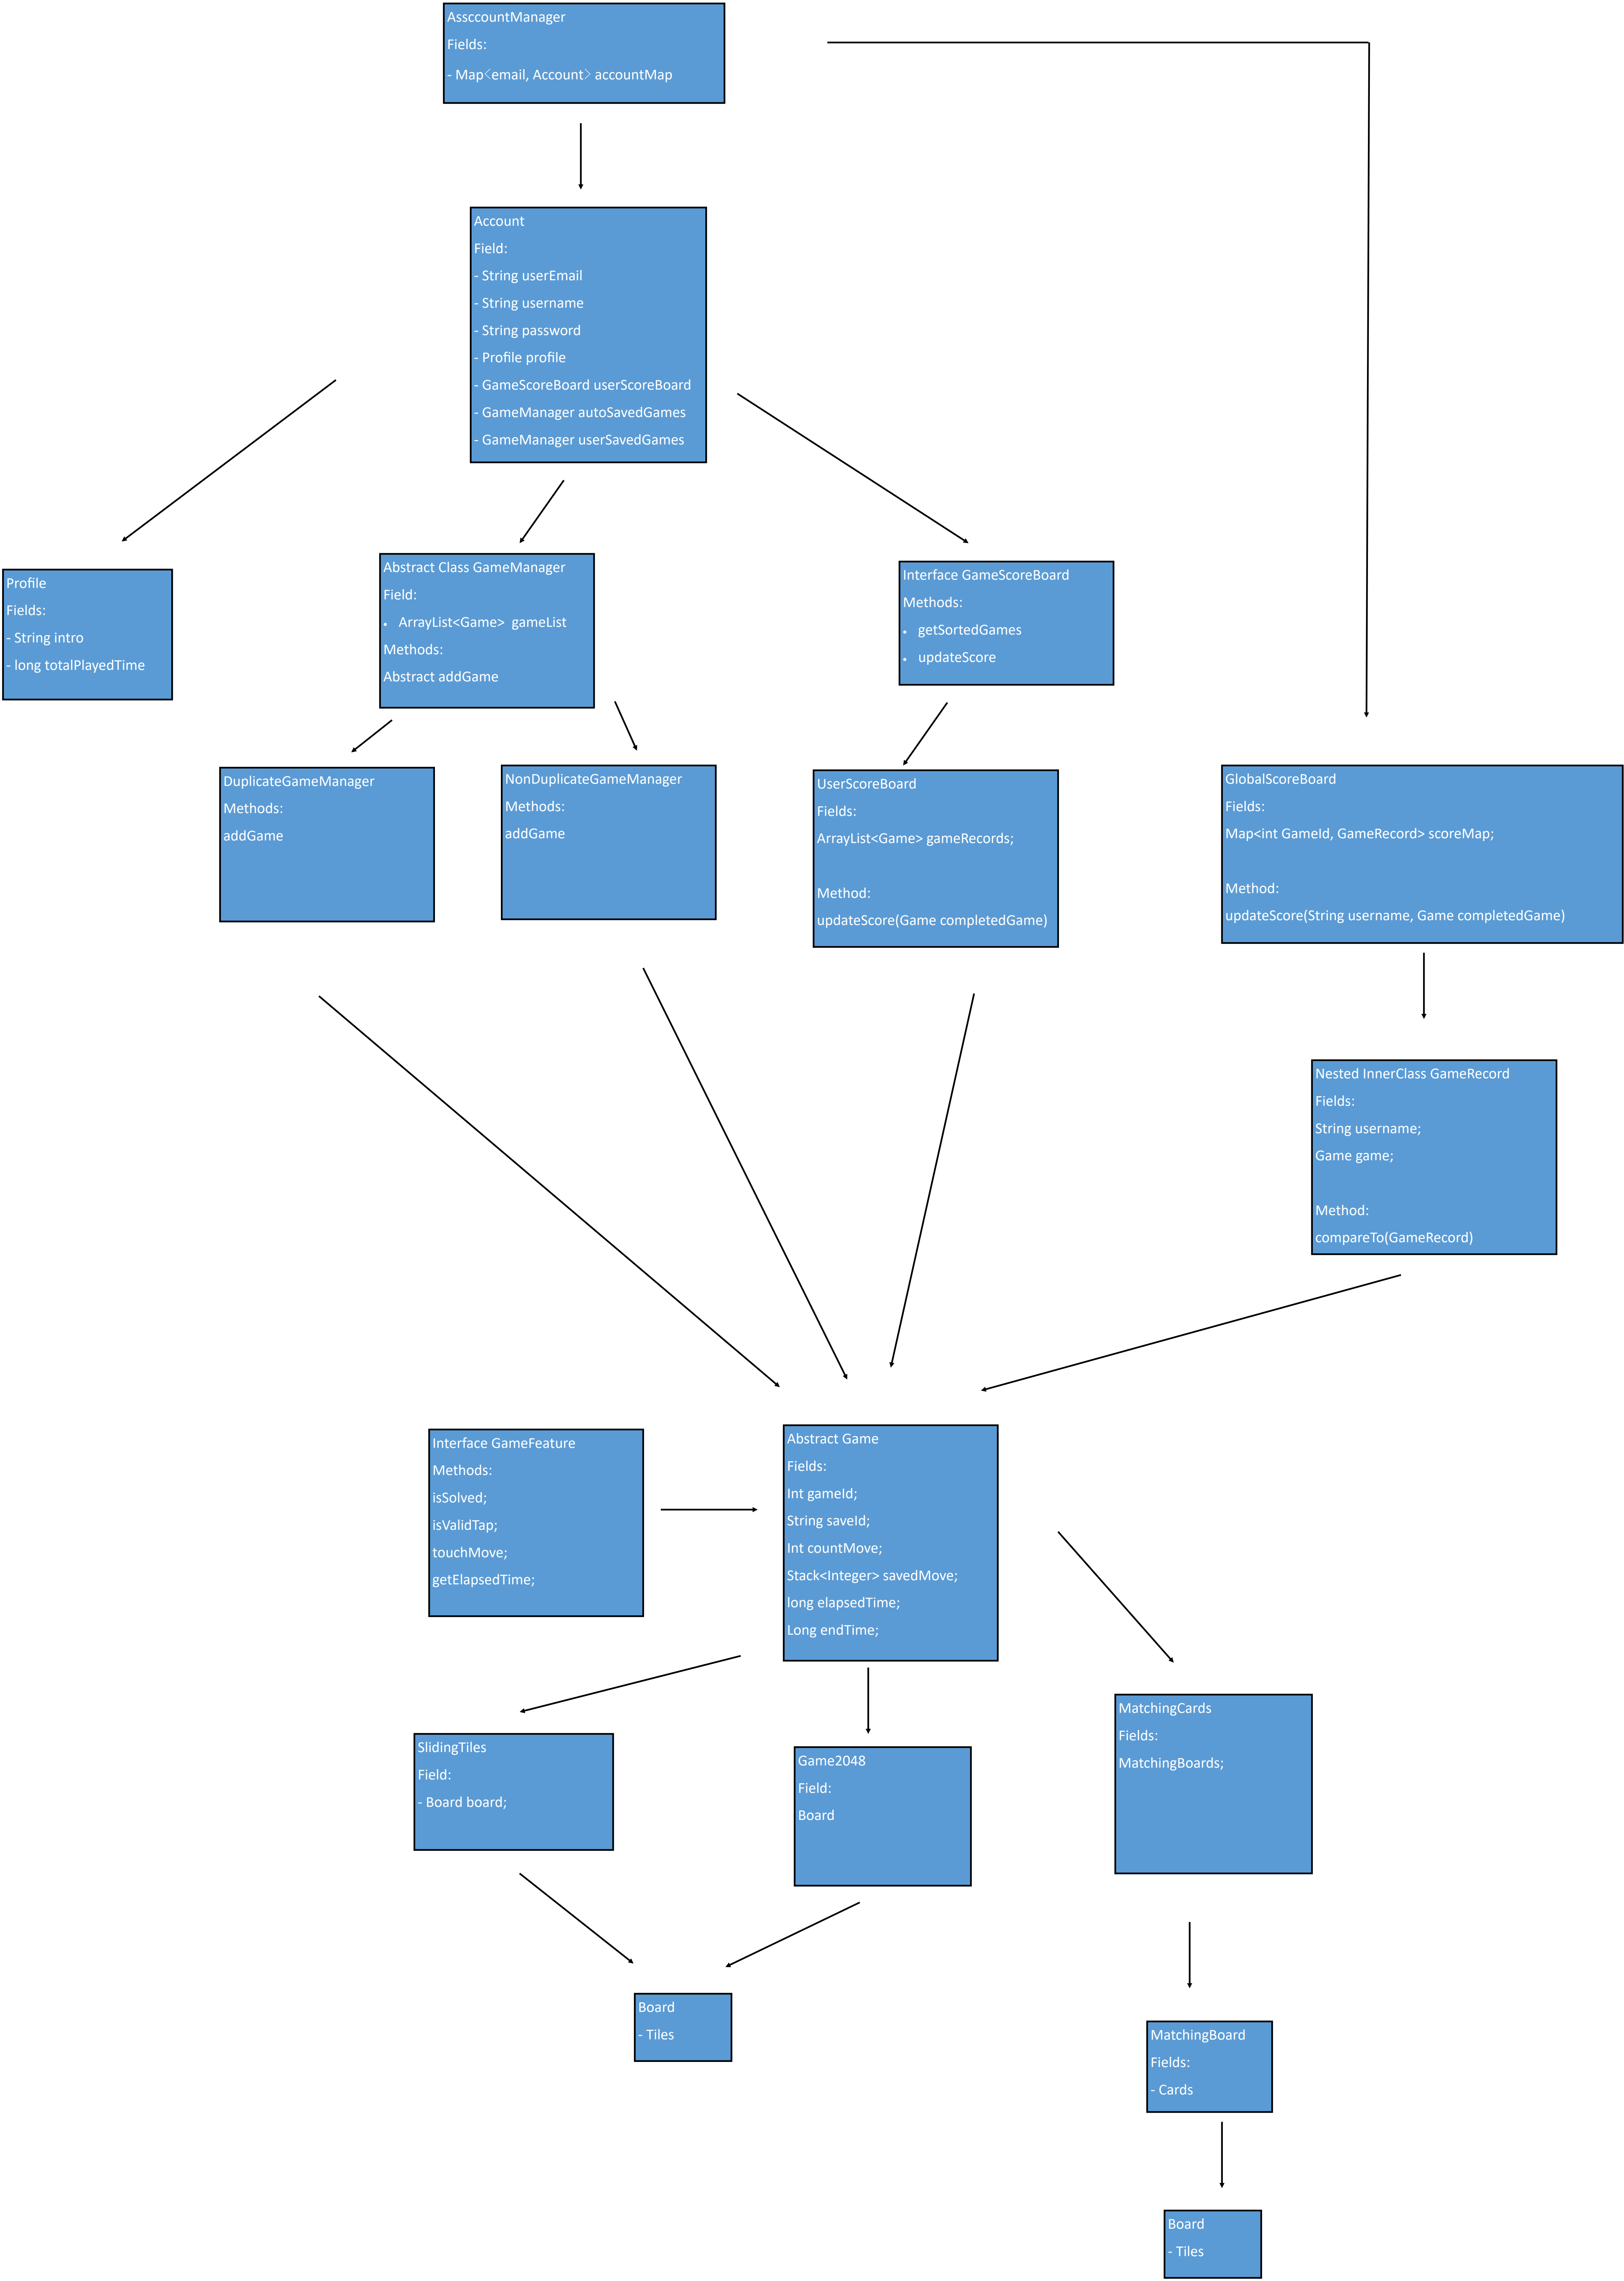 AssccountManager
Fields:
- Map〈email, Account〉 accountMap
Account
Field:
- String userEmail
- String username
- String password
- Profile profile
- GameScoreBoard userScoreBoard
- GameManager autoSavedGames
- GameManager userSavedGames
Profile
Fields:
- String intro
- long totalPlayedTime
Abstract Class GameManager
Field:
• ArrayList<Game> gameList
Methods:
Abstract addGame
Interface GameScoreBoard
Methods:
• getSortedGames
• updateScore
DuplicateGameManager
Methods:
addGame
NonDuplicateGameManager
Methods:
addGame
UserScoreBoard
Fields:
ArrayList<Game> gameRecords;
Method:
updateScore(Game completedGame)
GlobalScoreBoard
Fields:
Map<int GameId, GameRecord> scoreMap;
Method:
updateScore(String username, Game completedGame)
Nested InnerClass GameRecord
Fields:
String username;
Game game;
Method:
compareTo(GameRecord)
Interface GameFeature
Methods:
isSolved;
isValidTap;
touchMove;
getElapsedTime;
Abstract Game
Fields:
Int gameId;
String saveId;
Int countMove;
Stack<Integer> savedMove;
long elapsedTime;
Long endTime;
SlidingTiles
Field:
- Board board;
Game2048
Field:
Board
MatchingCards
Fields:
MatchingBoards;
Board
- Tiles
MatchingBoard
Fields:
- Cards
Board
- Tiles